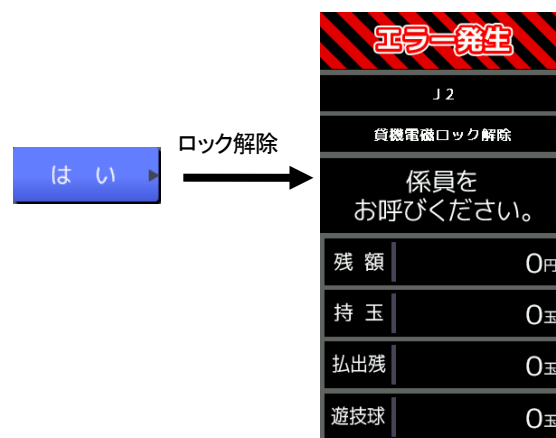 は い
ロック解除
エラー発生
J2
貸機電磁ロック解除
係員を
お呼びください。
残 額 0円
持 玉 0玉
払出残 0玉
遊技球 0玉